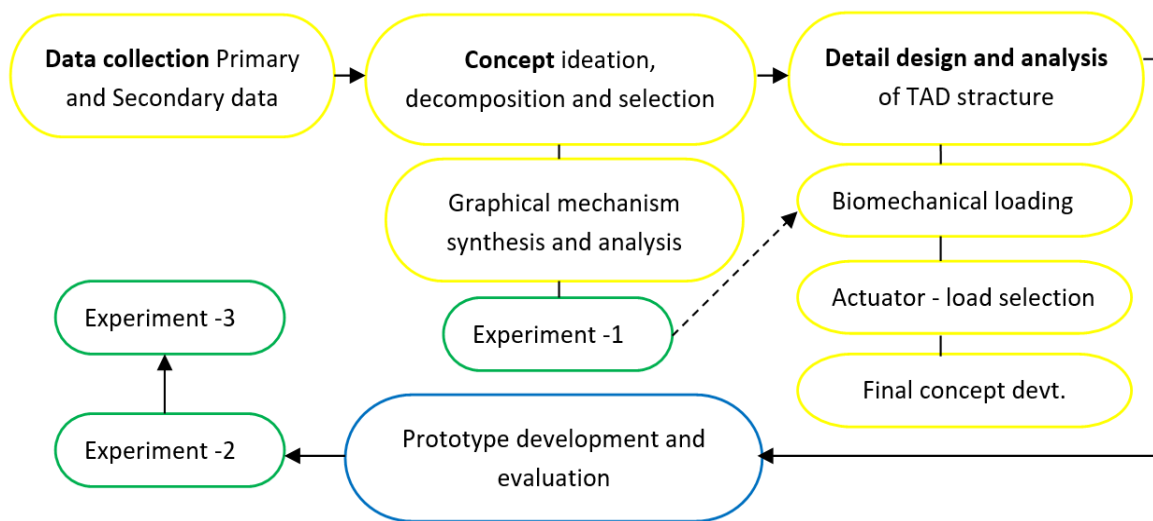 Data collection Primary
and Secondary data
Concept ideation,
decomposition and selection
Detail design and analysis
of TAD stracture
Graphical mechanism
synthesis and analysis
Biomechanical loading
Experiment -1
Actuator - load selection
Final concept devt.
Prototype development and
evaluation
Experiment -2
Experiment -3